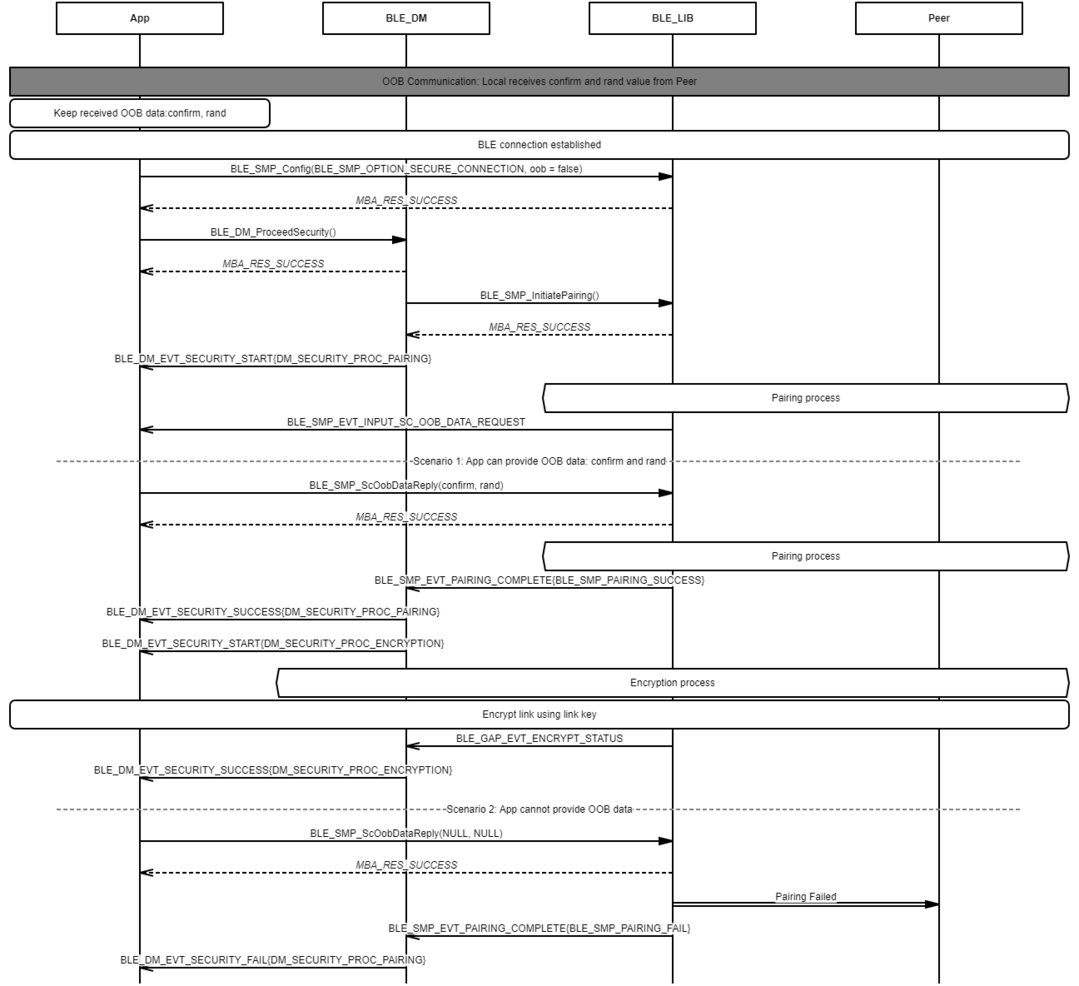 App
BLE_DM
BLE_LIB
Peer
OOB Communication: Local receives confirm and rand value from Peer
Keep received OOB data:confirm, rand
BLE connection established
BLE_SMP_Config(BLE_SMP_OPTION_SECURE_CONNECTION, oob = false)
MBA_RES_SUCCESS
BLE_DM_ProceedSecurity()
MBA_RES_SUCCESS
BLE_SMP_InitiatePairing()
MBA_RES_SUCCESS
BLE_DM_EVT_SECURITY_START{DM_SECURITY_PROC_PAIRING}
Pairing process
BLE_SMP_EVT_INPUT_SC_OOB_DATA_REQUEST
Scenario 1: App can provide OOB data: confirm and rand
BLE_SMP_ScOobDataReply(confirm, rand)
MBA_RES_SUCCESS
Pairing process
BLE_SMP_EVT_PAIRING_COMPLETE{BLE_SMP_PAIRING_SUCCESS}
BLE_DM_EVT_SECURITY_SUCCESS{DM_SECURITY_PROC_PAIRING}
BLE_DM_EVT_SECURITY_START{DM_SECURITY_PROC_ENCRYPTION}
Encryption process
Encrypt link using link key
BLE_GAP_EVT_ENCRYPT_STATUS
BLE_DM_EVT_SECURITY_SUCCESS{DM_SECURITY_PROC_ENCRYPTION}
Scenario 2: App cannot provide OOB data
BLE_SMP_ScOobDataReply(NULL, NULL)
MBA_RES_SUCCESS
Pairing Failed
BLE_SMP_EVT_PAIRING_COMPLETE{BLE_SMP_PAIRING_FAIL}
BLE_DM_EVT_SECURITY_FAIL{DM_SECURITY_PROC_PAIRING}